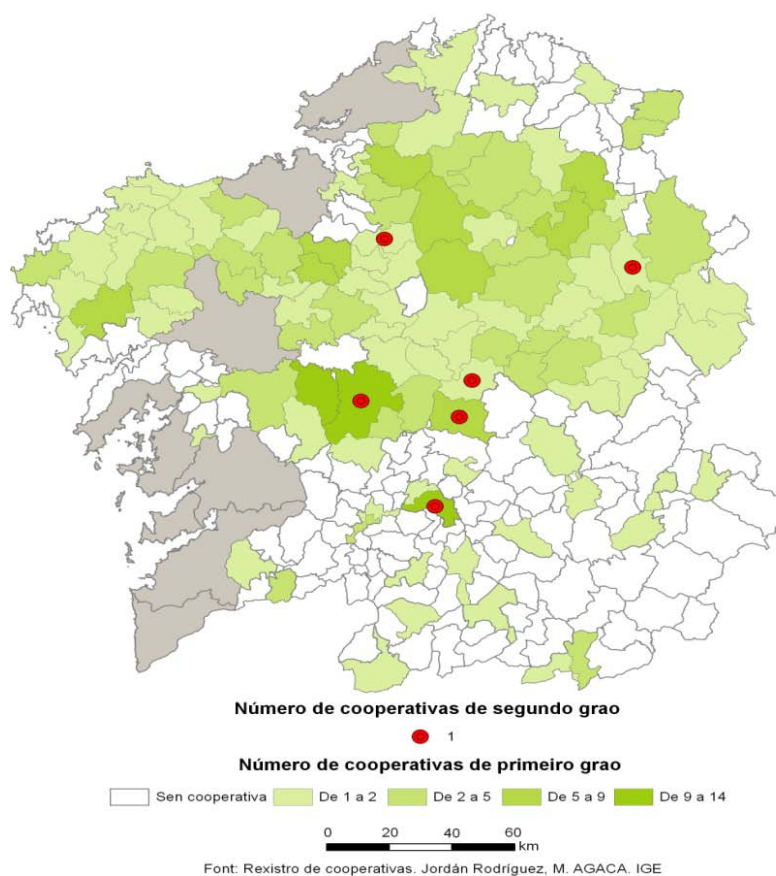 Número de cooperativas de segundo grao
1
Número de cooperativas de primeiro grao
Sen cooperativa De 1 a 2 De 2 a 5 De 5 a 9 De 9 a 14
0 20 40 60
km
Font: Rexistro de cooperativas. Jordán Rodríguez, M. AGACA. IGE